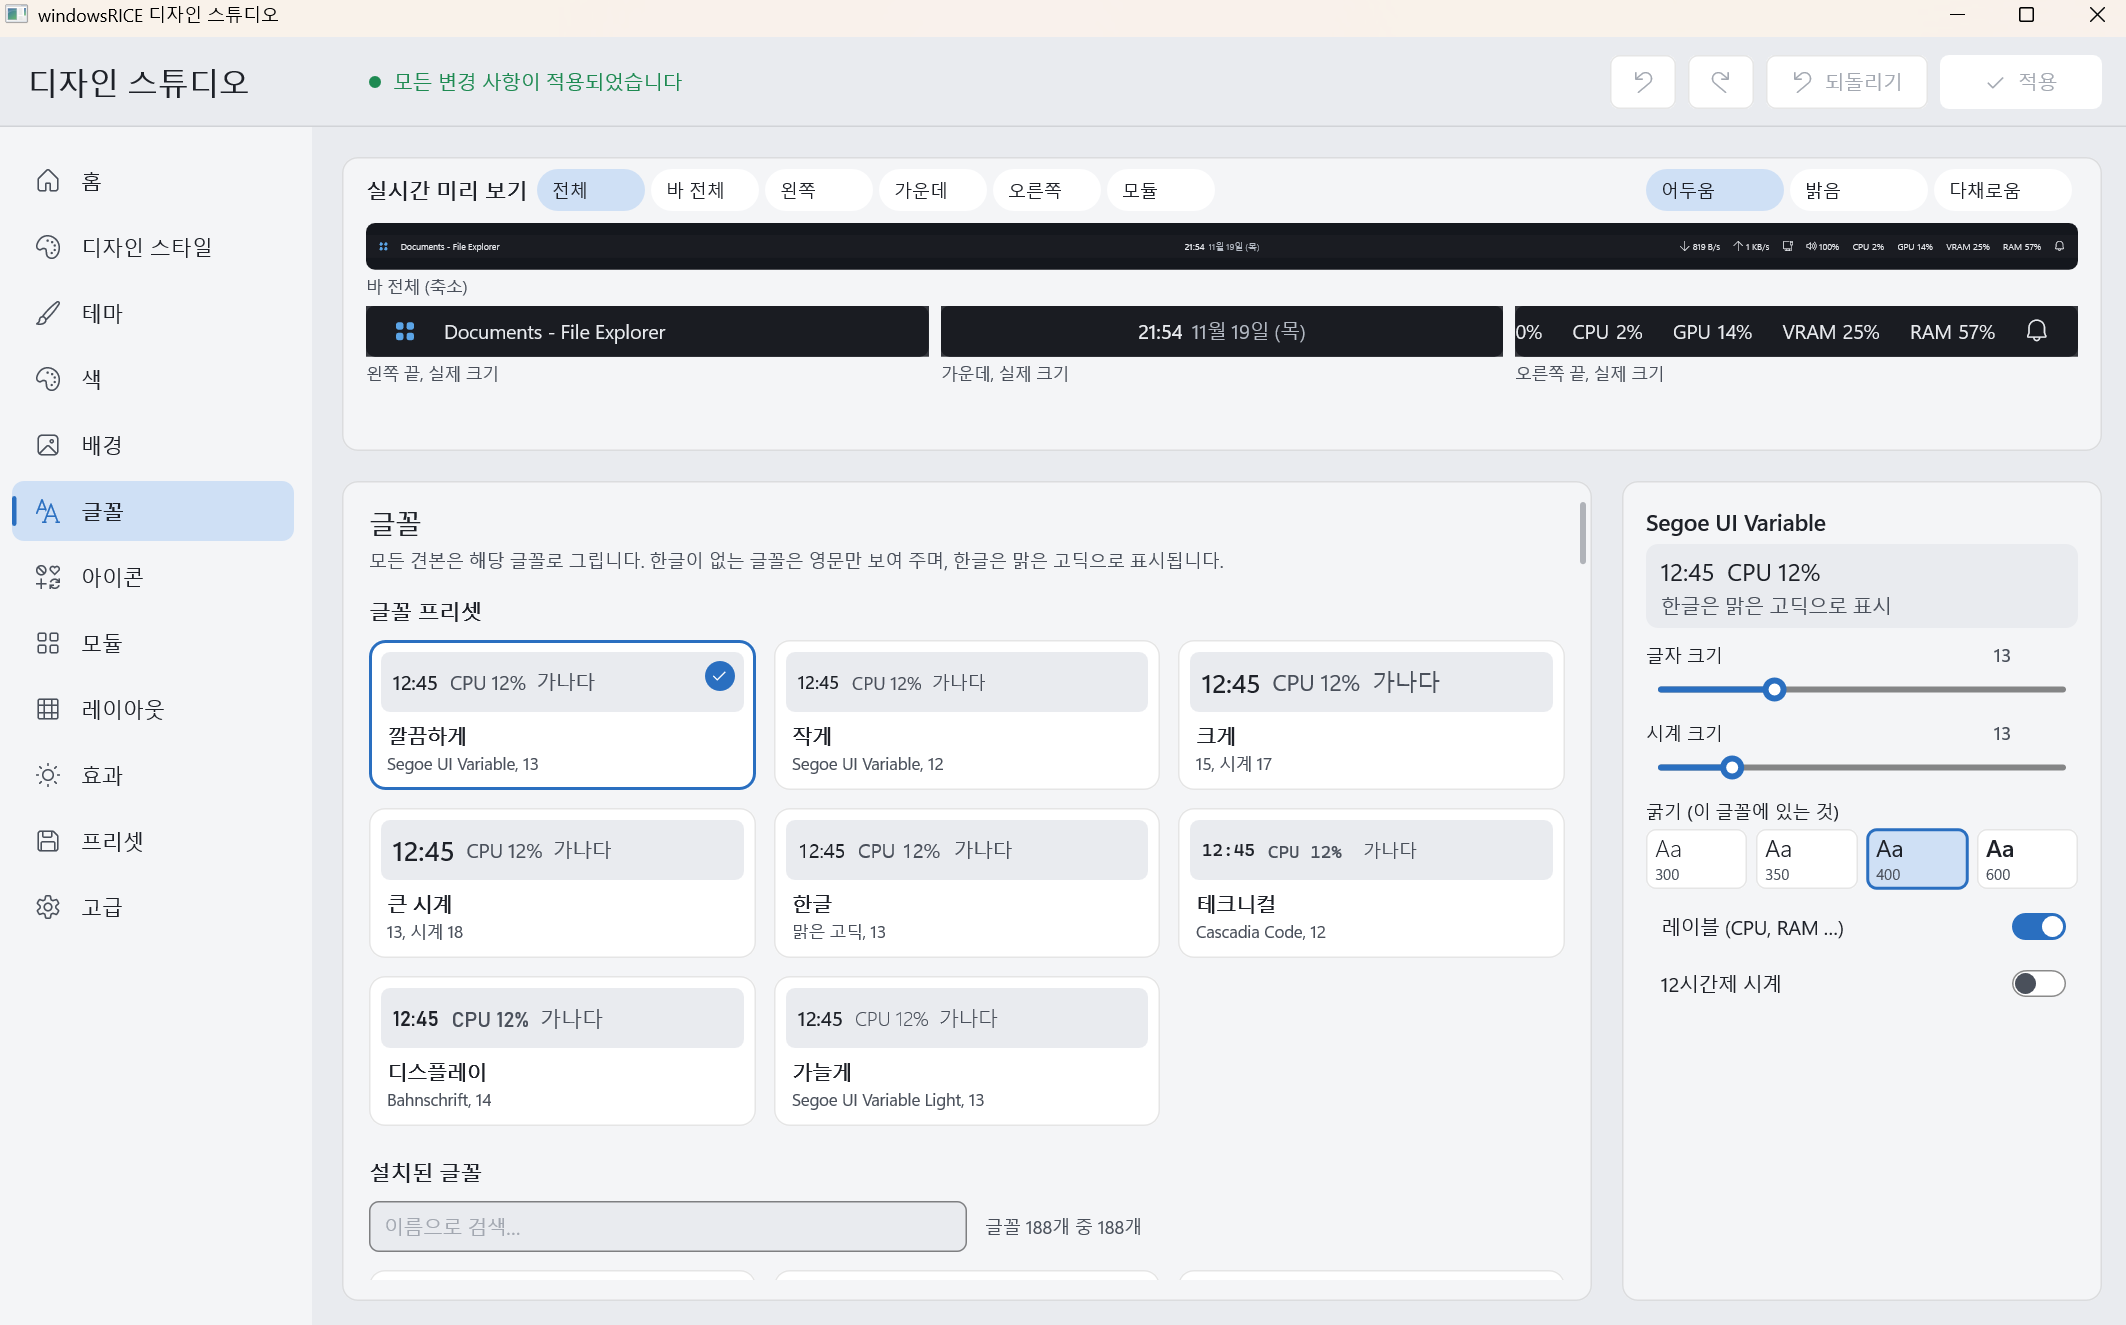 windowsRICE 디자인 스튜디오
디자인 스튜디오
모든 변경 사항이 적용되었습니다
되돌리기
적용
홈
디자인 스타일
테마
색
배경
글꼴
아이콘
모듈
레이아웃
효과
프리셋
고급
실시간 미리 보기
전체
바 전체
왼쪽
가운데
오른쪽
모듈
어두움
밝음
다채로움
Documents - File Explorer
21:54 11월 19일 (목)
819 B/s 1 KB/s 100% CPU 2% GPU 14% VRAM 25% RAM 57%
바 전체 (축소)
Documents - File Explorer
21:54 11월 19일 (목)
0% CPU 2% GPU 14% VRAM 25% RAM 57%
왼쪽 끝, 실제 크기
가운데, 실제 크기
오른쪽 끝, 실제 크기
글꼴
모든 견본은 해당 글꼴로 그립니다. 한글이 없는 글꼴은 영문만 보여 주며, 한글은 맑은 고딕으로 표시됩니다.
글꼴 프리셋
12:45 CPU 12% 가나다
깔끔하게
Segoe UI Variable, 13
12:45 CPU 12% 가나다
작게
Segoe UI Variable, 12
12:45 CPU 12% 가나다
크게
15, 시계 17
12:45 CPU 12% 가나다
큰 시계
13, 시계 18
12:45 CPU 12% 가나다
한글
맑은 고딕, 13
12:45 CPU 12% 가나다
테크니컬
Cascadia Code, 12
12:45 CPU 12% 가나다
디스플레이
Bahnschrift, 14
12:45 CPU 12% 가나다
가늘게
Segoe UI Variable Light, 13
설치된 글꼴
이름으로 검색...
글꼴 188개 중 188개
Segoe UI Variable
12:45 CPU 12%
한글은 맑은 고딕으로 표시
글자 크기 13
시계 크기 13
굵기 (이 글꼴에 있는 것)
Aa
300
Aa
350
Aa
400
Aa
600
레이블 (CPU, RAM ...)
12시간제 시계